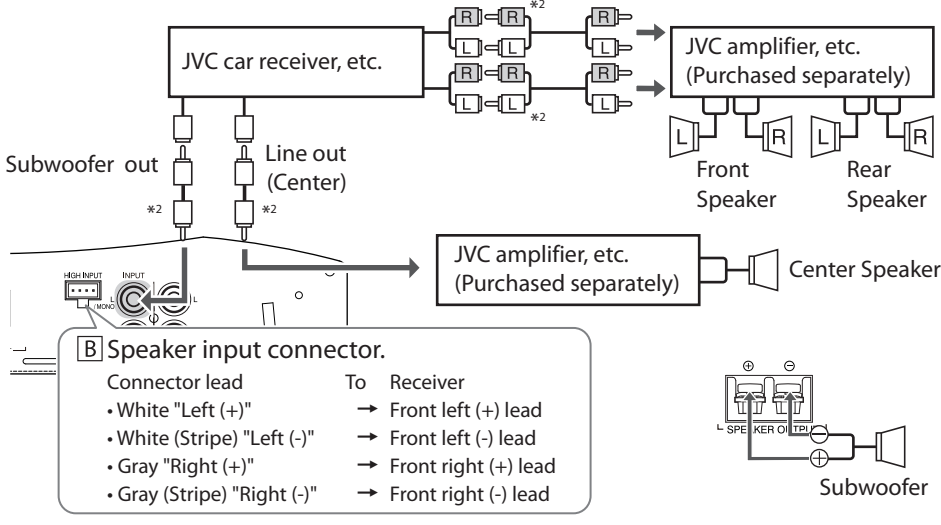 R R *2 R
L L L
R R R
L L *2 L
JVC car receiver, etc.
JVC amplifier, etc.
(Purchased separately)
L R L R
Front
Speaker
Rear
Speaker
Subwoofer out
Line out
(Center)
*2 *2
JVC amplifier, etc.
(Purchased separately)
Center Speaker
HIGH INPUT INPUT
L L
/MONO
B Speaker input connector.
Connector lead To Receiver
• White "Left (+)" → Front left (+) lead
• White (Stripe) "Left (-)" → Front left (-) lead
• Gray "Right (+)" → Front right (+) lead
• Gray (Stripe) "Right (-)" → Front right (-) lead
⊕ ⊖
SPEAKER OUTPU
⊖
⊕
Subwoofer